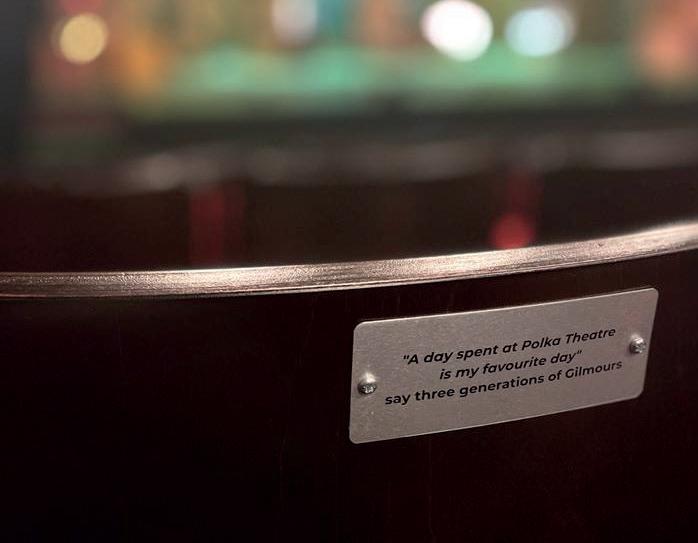 "A day spent at Polka Theatre
is my favourite day"
say three generations of Gilmours